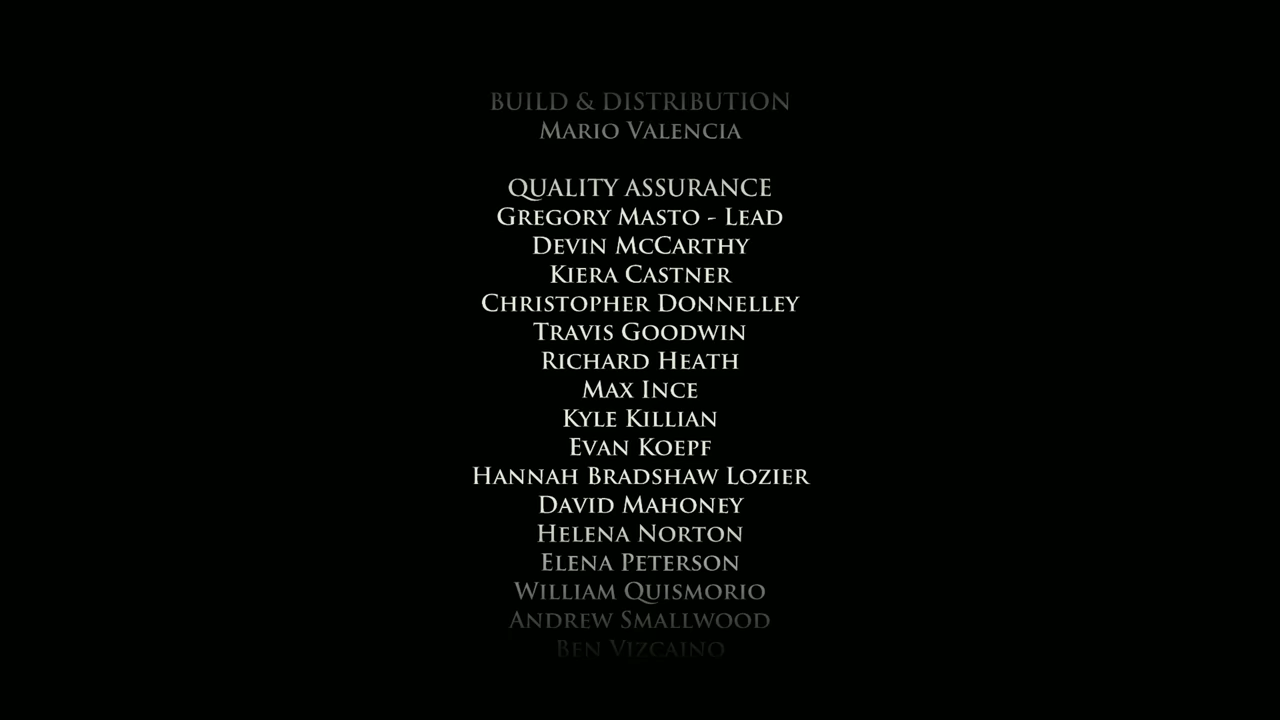 BUILD & DISTRIBUTION
MARIO VALENCIA
QUALITY ASSURANCE
GREGORY MASTO - LEAD
DEVIN MCCARTHY
KIERA CASTNER
CHRISTOPHER DONNELLEY
TRAVIS GOODWIN
RICHARD HEATH
MAX INCE
KYLE KILLIAN
EVAN KOEPF
HANNAH BRADSHAW LOZIER
DAVID MAHONEY
HELENA NORTON
ELENA PETERSON
WILLIAM QUISMORIO
ANDREW SMALLWOOD
BEN VIZCAINO